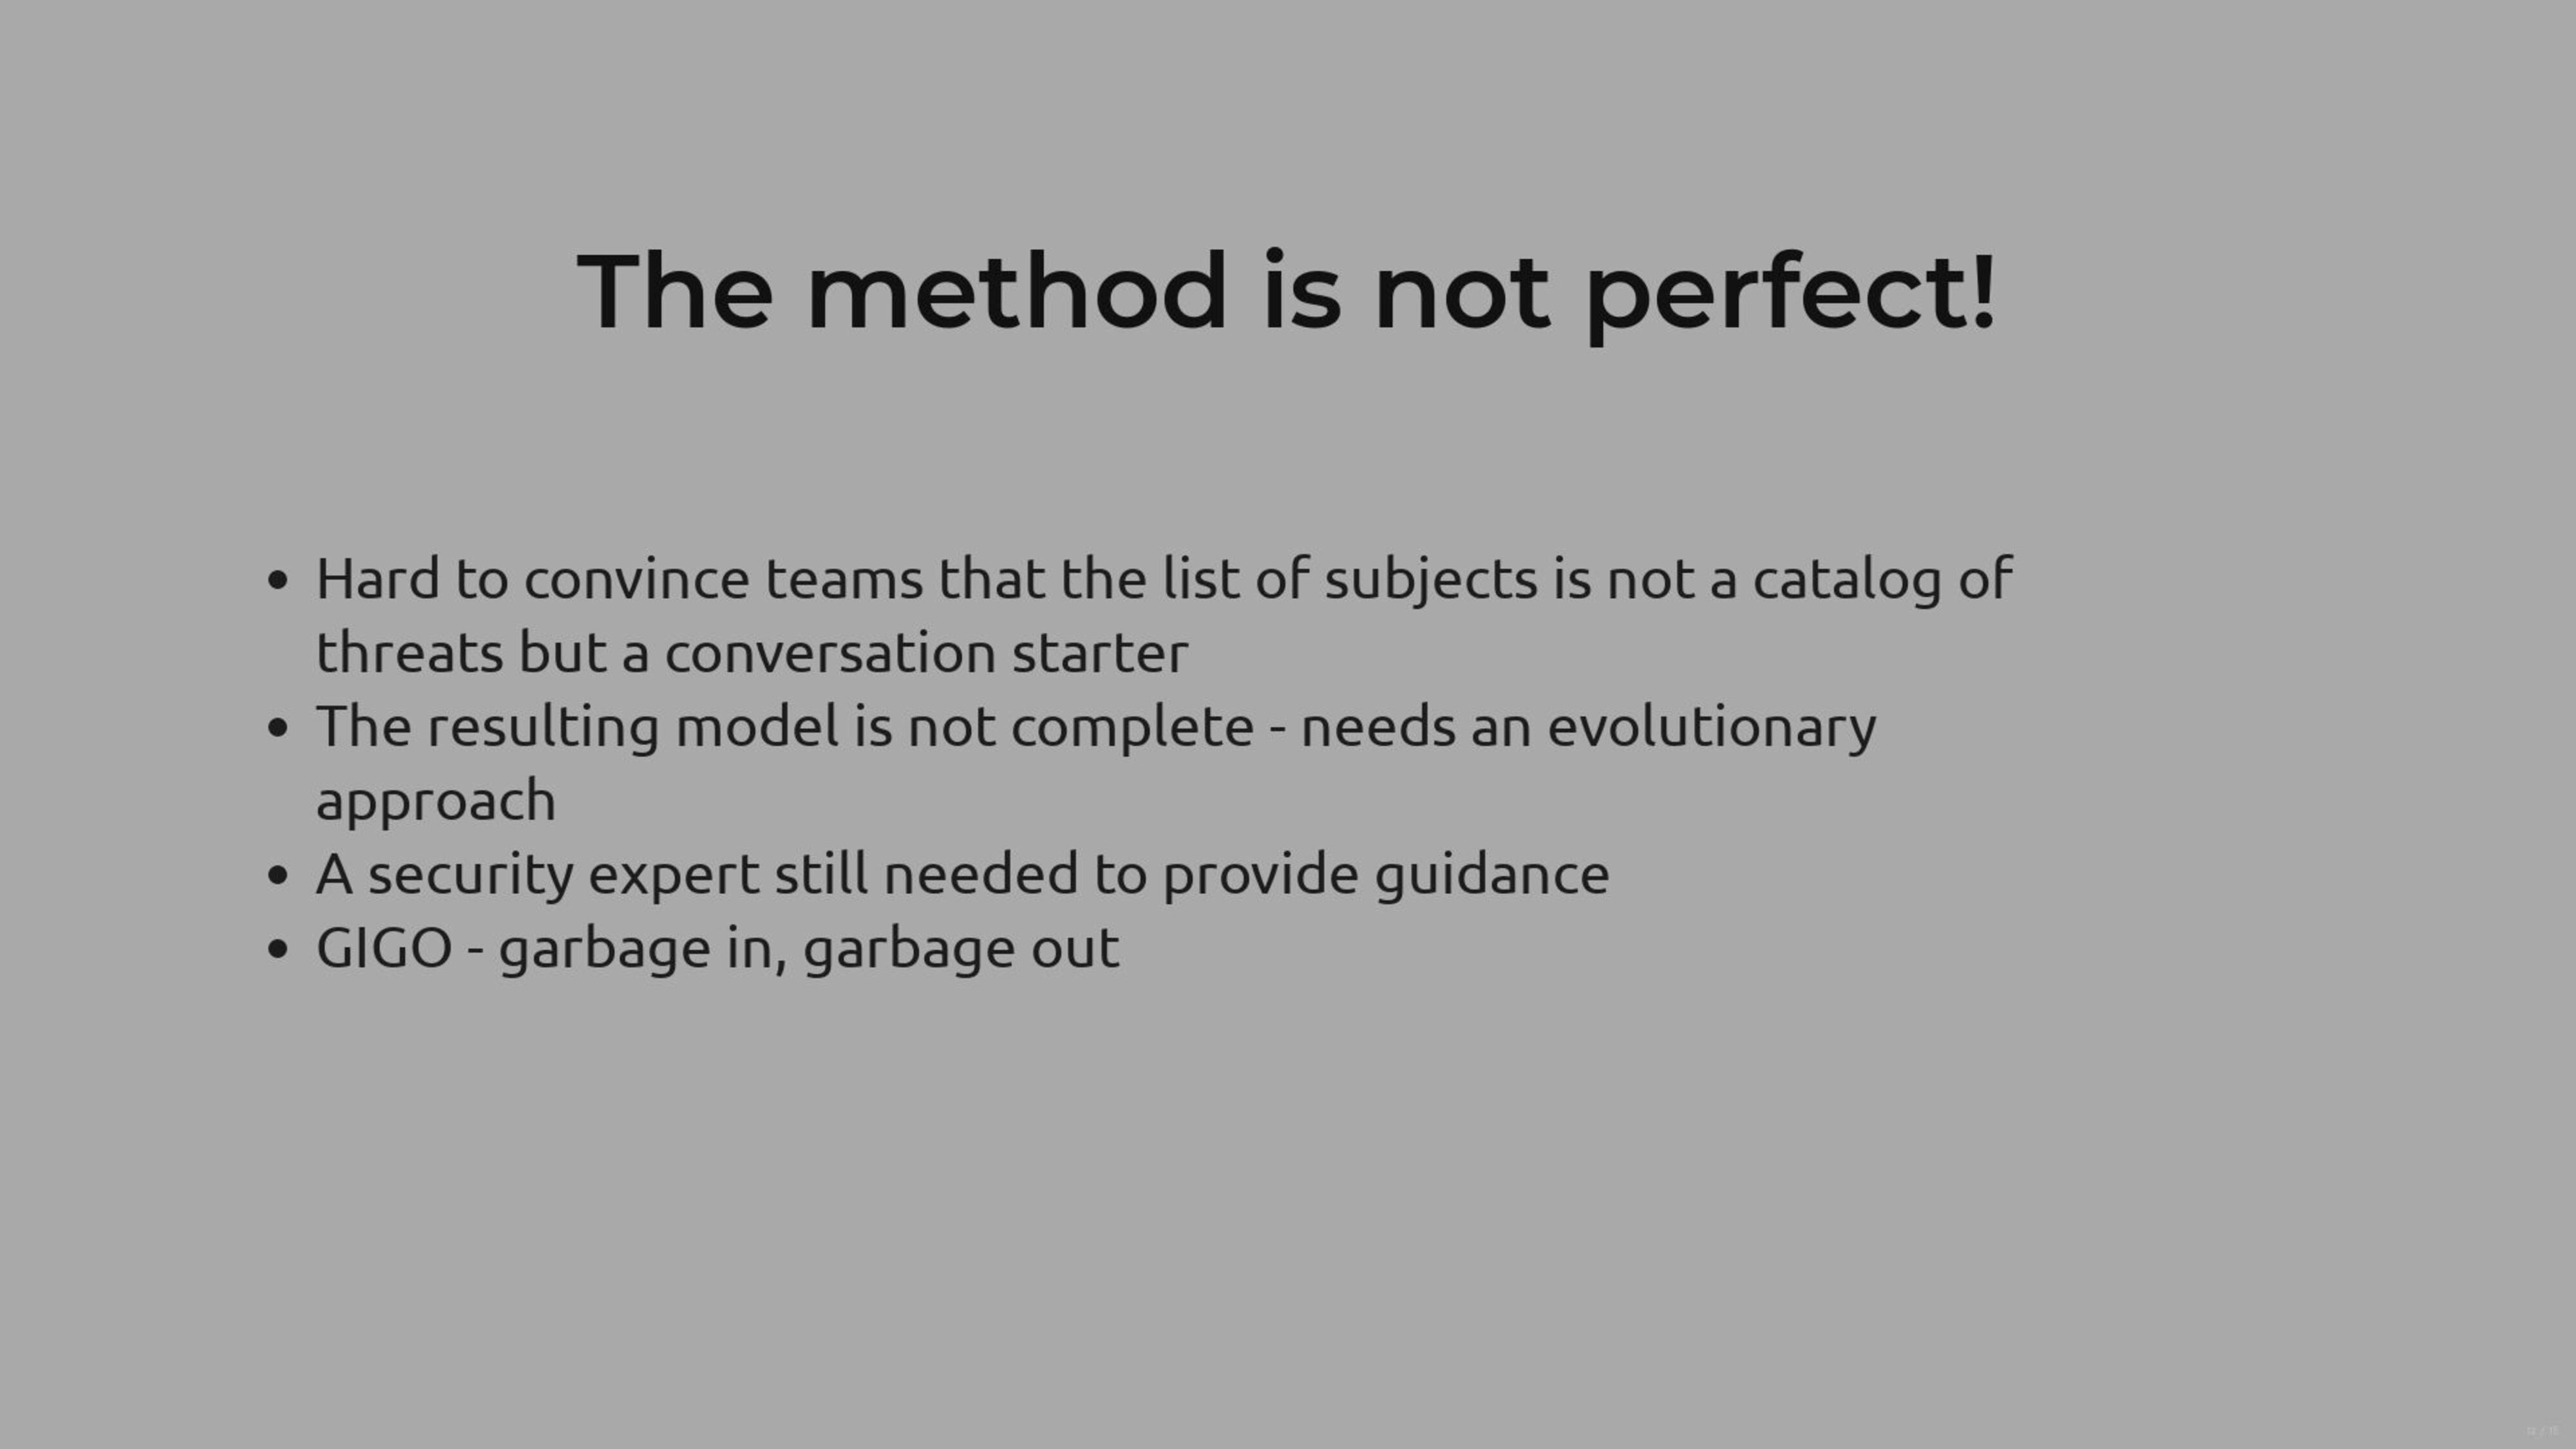 The method is not perfect!
• Hard to convince teams that the list of subjects is not a catalog of
threats but a conversation starter
• The resulting model is not complete - needs an evolutionary
approach
• A security expert still needed to provide guidance
• GIGO - garbage in, garbage out